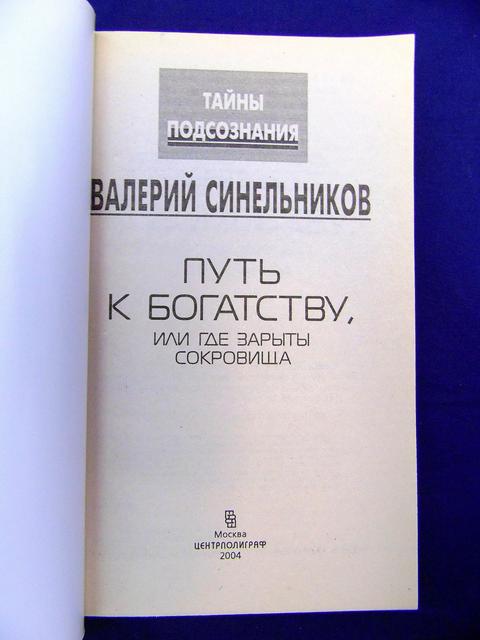 ТАЙНЫ
ПОДСОЗНАНИЯ
ВАЛЕРИЙ СИНЕЛЬНИКОВ
ПУТЬ
К БОГАТСТВУ,
ИЛИ ГДЕ ЗАРЫТЫ
СОКРОВИЩА
Москва
ЦЕНТРПОЛИГРАФ
2004